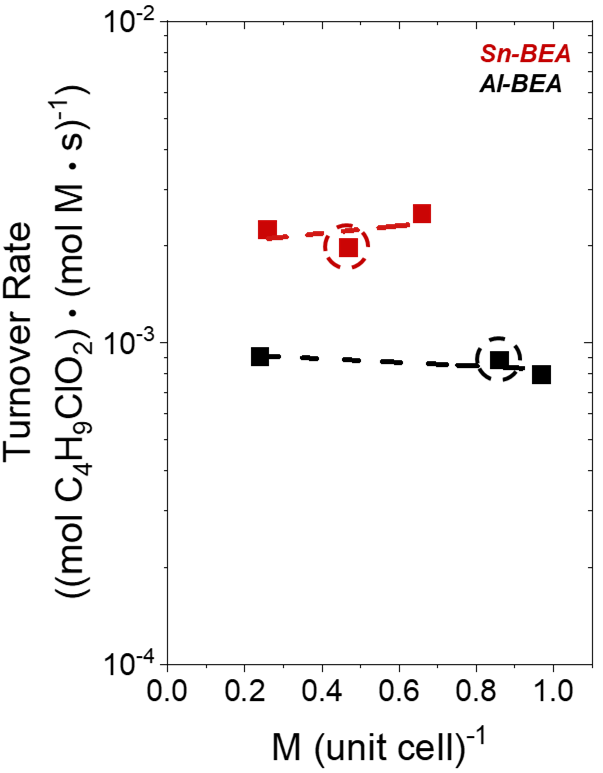 Sn-BEA
Al-BEA
10⁻²
10⁻³
10⁻⁴
0.0 0.2 0.4 0.6 0.8 1.0
M (unit cell)⁻¹
Turnover Rate
((mol C₄H₉ClO₂) • (mol M • s)⁻¹)